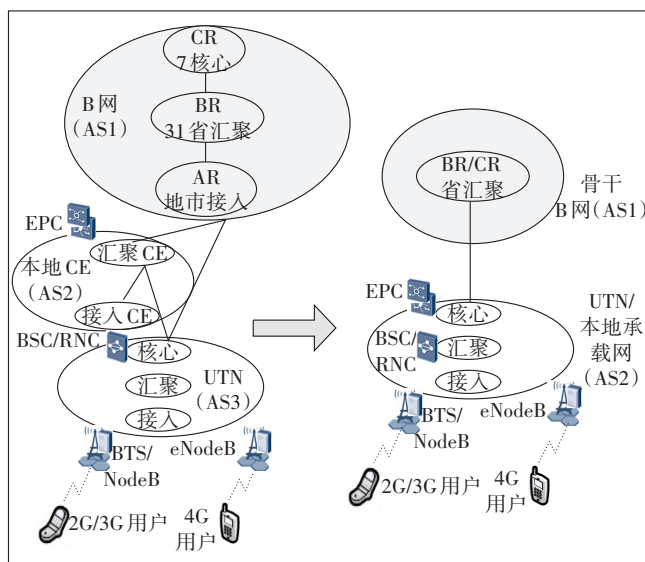 CR
7核心
B网
(AS1)
BR
31省汇聚
AR
地市接入
EPC
汇聚CE
本地CE
(AS2)
接入CE
BSC/RNC
核心
汇聚
UTN
(AS3)
接入
BTS/
NodeB
eNodeB
2G/3G用户
4G
用户
BR/CR
省汇聚
骨干
B网(AS1)
EPC
核心
UTN/
本地承
载网
(AS2)
BSC/
RNC
汇聚
接入
BTS/
NodeB
eNodeB
2G/3G用户
4G
用户